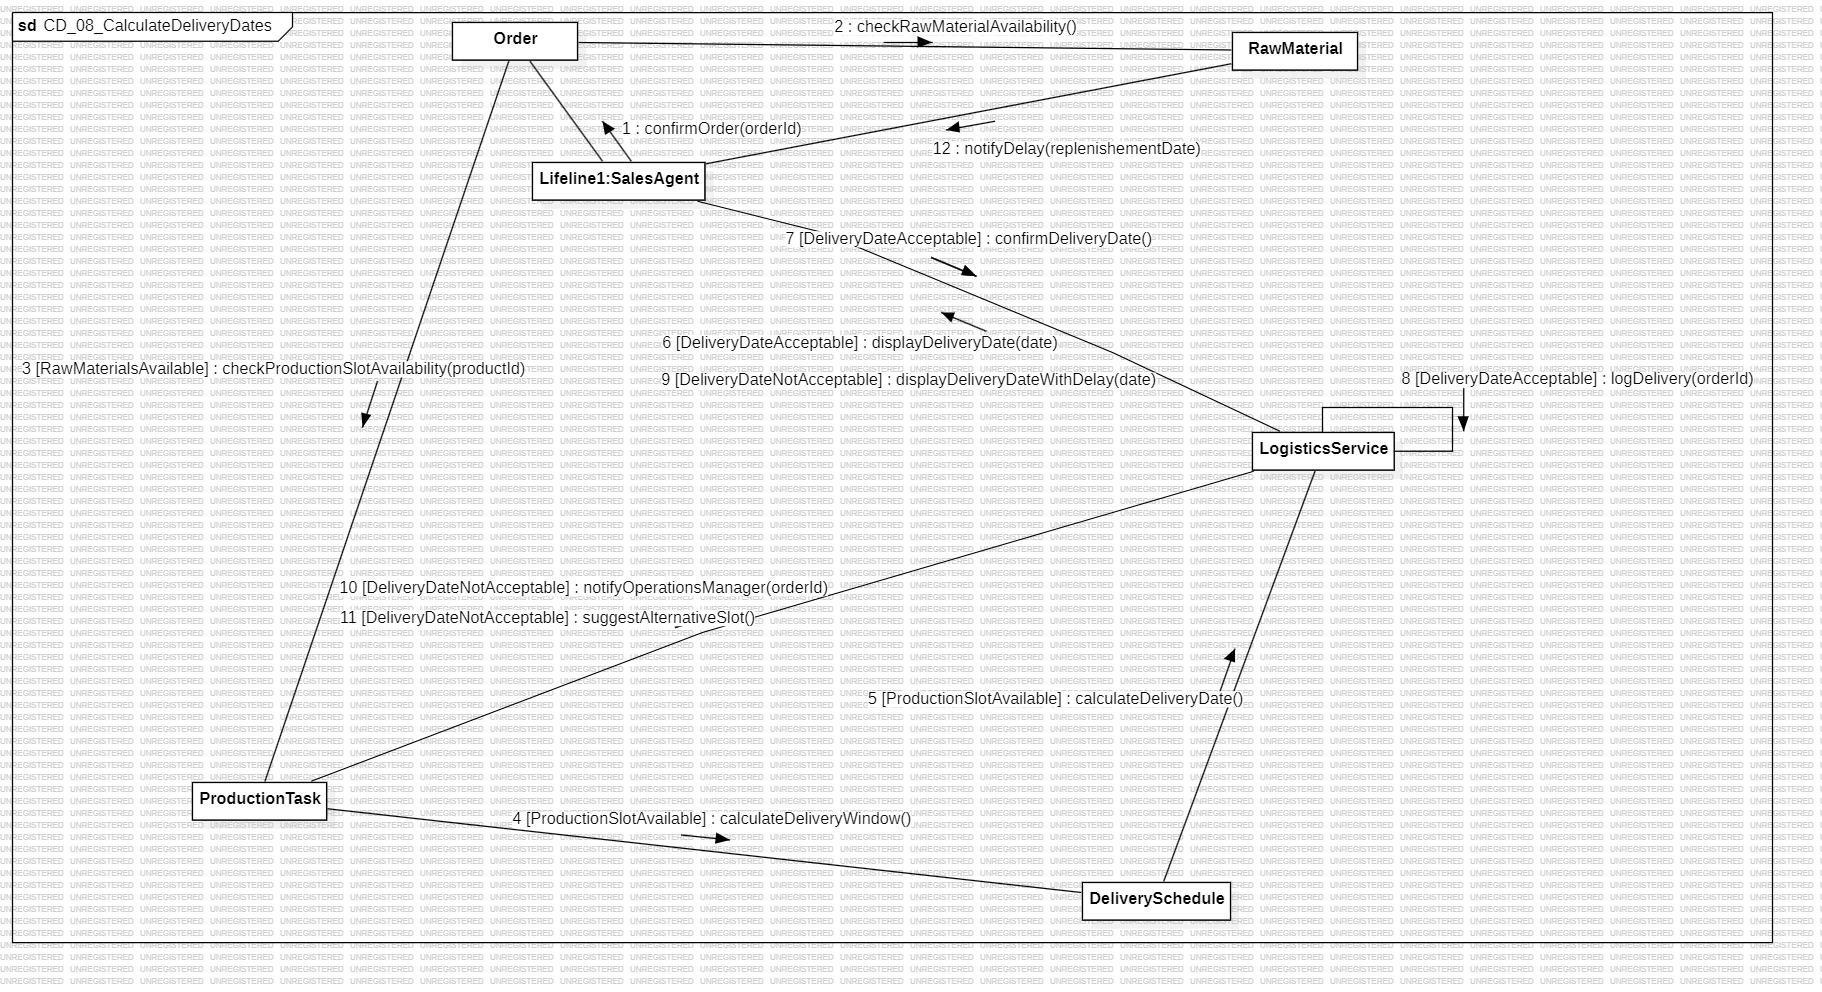 sd CD_08_CalculateDeliveryDates
Order
2 : checkRawMaterialAvailability()
RawMaterial
1 : confirmOrder(orderId)
12 : notifyDelay(replenishementDate)
Lifeline1:SalesAgent
7 [DeliveryDateAcceptable] : confirmDeliveryDate()
6 [DeliveryDateAcceptable] : displayDeliveryDate(date)
3 [RawMaterialsAvailable] : checkProductionSlotAvailability(productId)
9 [DeliveryDateNotAcceptable] : displayDeliveryDateWithDelay(date)
8 [DeliveryDateAcceptable] : logDelivery(orderId)
LogisticsService
10 [DeliveryDateNotAcceptable] : notifyOperationsManager(orderId)
11 [DeliveryDateNotAcceptable] : suggestAlternativeSlot()
5 [ProductionSlotAvailable] : calculateDeliveryDate()
ProductionTask
4 [ProductionSlotAvailable] : calculateDeliveryWindow()
DeliverySchedule
UNREGISTERED